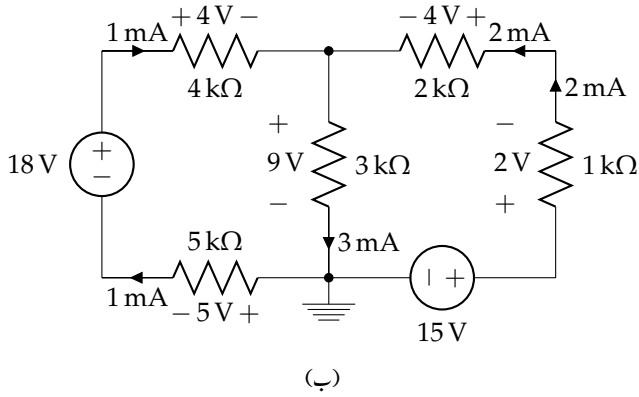 1 mA + 4 V − − 4 V + 2 mA
4 kΩ 2 kΩ 2 mA
18 V + − + 9 V − 3 kΩ − 2 V + 1 kΩ
5 kΩ 3 mA
1 mA − 5 V + − + 15 V
(ب)